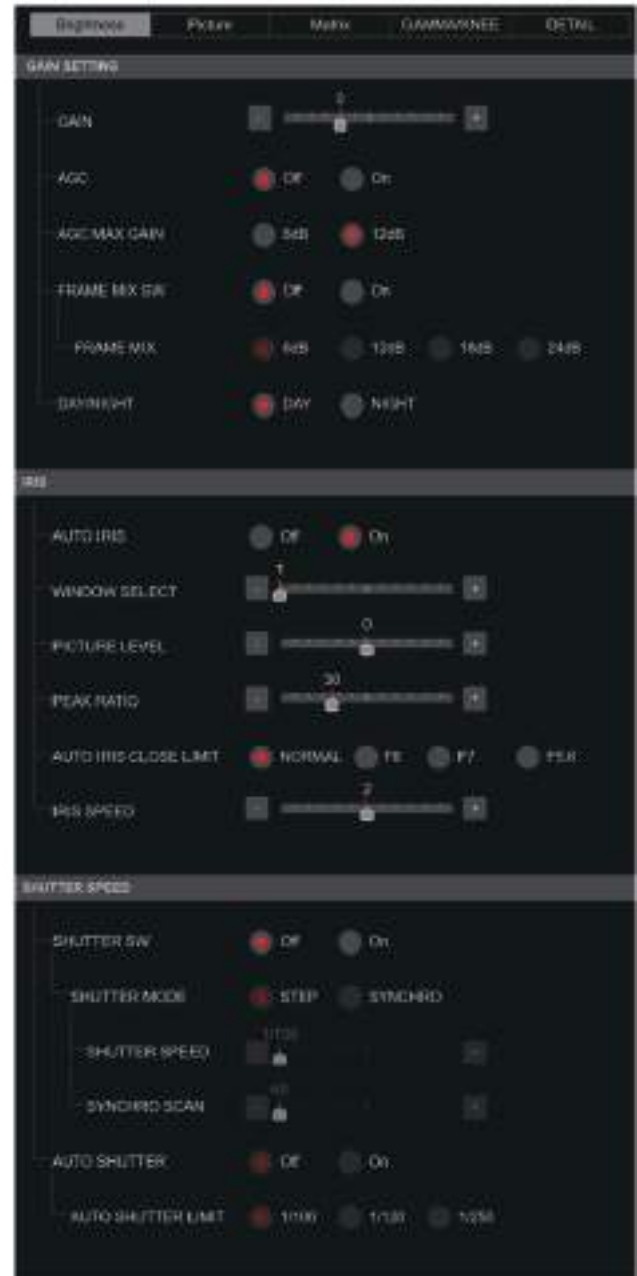 Brightness Picture Matrix GAMMA/KNEE DETAIL
GAIN SETTING
GAIN
AGC Off On
AGC MAX GAIN 6dB 12dB
FRAME MIX SW Off On
FRAME MIX 6dB 12dB 18dB 24dB
DAY/NIGHT DAY NIGHT
IRIS
AUTO IRIS Off On
1
WINDOW SELECT - +
0
PICTURE LEVEL - +
30
PEAK RATIO - +
AUTO IRIS CLOSE LIMIT NORMAL F8 F7 F5.6
2
IRIS SPEED - +
SHUTTER SPEED
SHUTTER SW Off On
SHUTTER MODE STEP SYNCHRO
SHUTTER SPEED
SYNCHRO SCAN
AUTO SHUTTER Off On
AUTO SHUTTER LIMIT 1/100 1/120 1/250